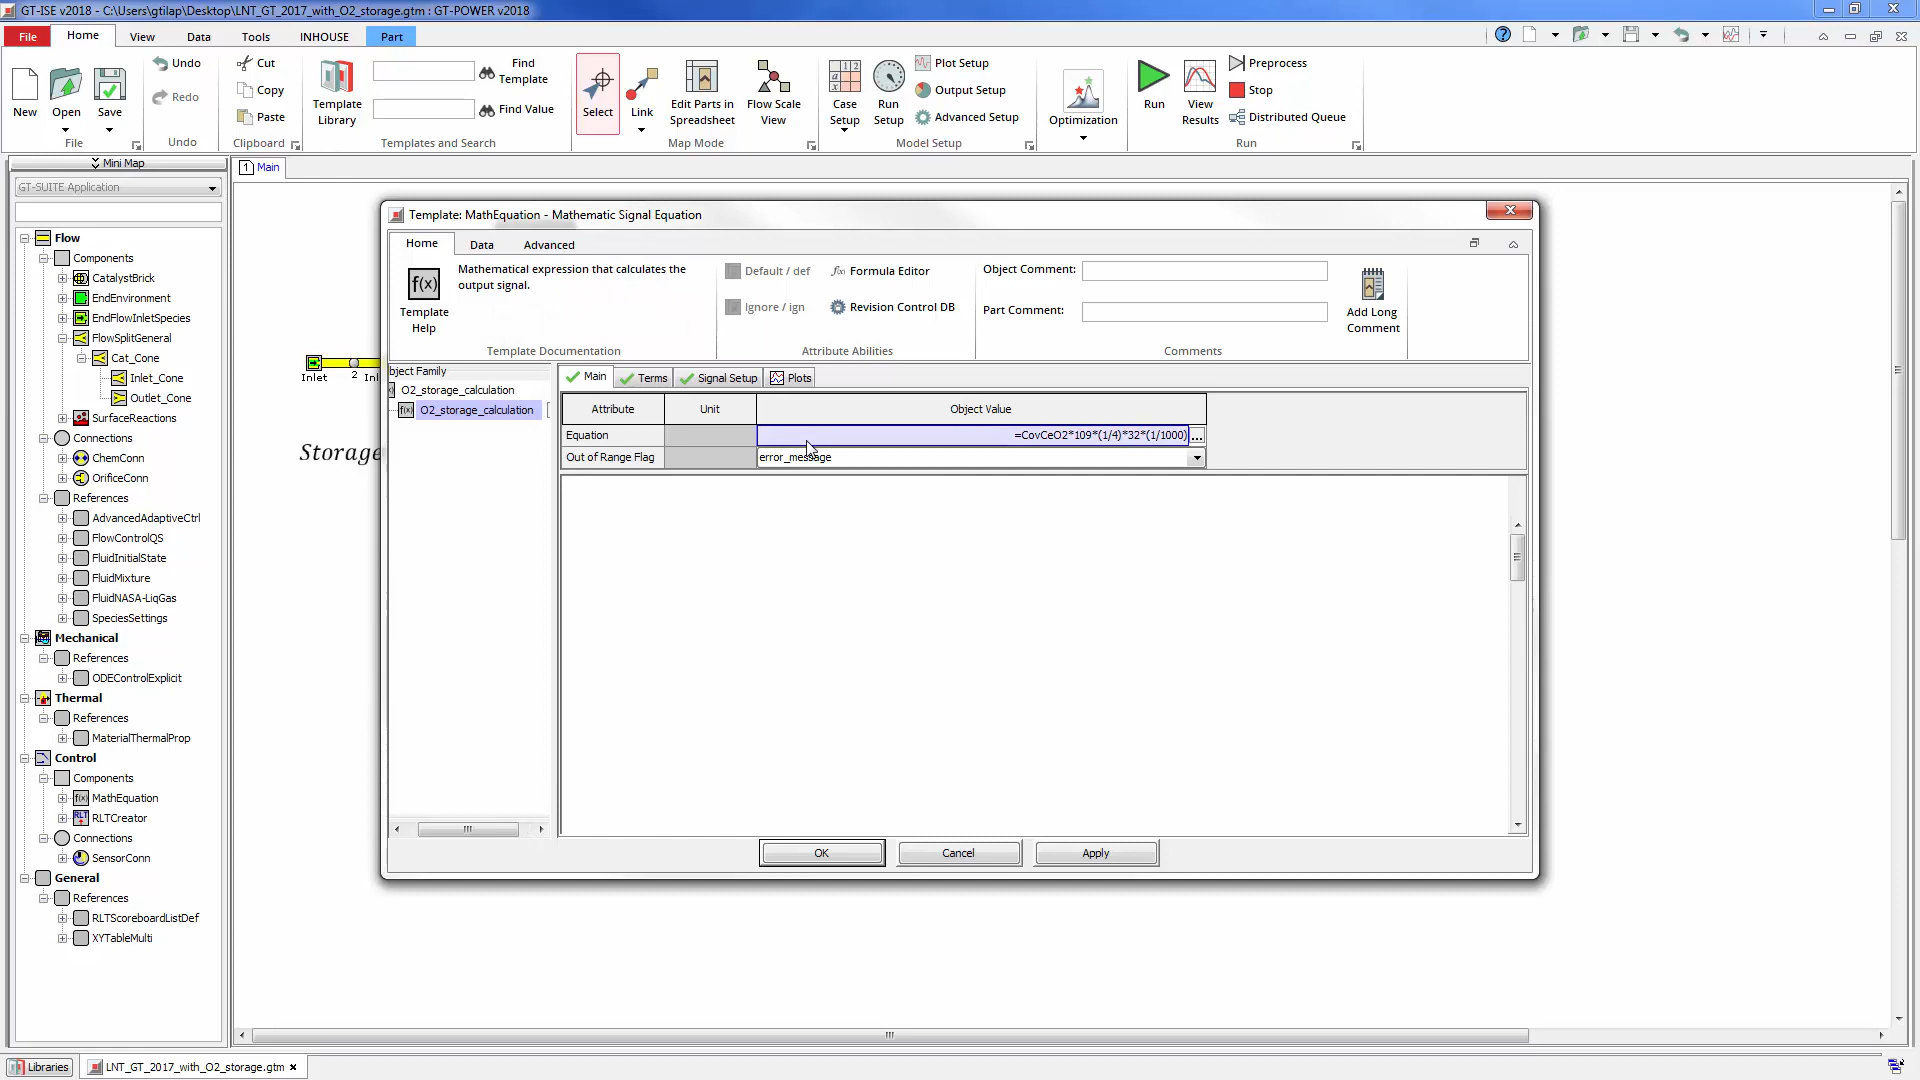 GT-ISE v2018 - C:\Users\gtilap\Desktop\LNT_GT_2017_with_O2_storage.gtm : GT-POWER v2018
File Home View Data Tools INHOUSE Part
New Open Save
File
Undo
Redo
Undo
Cut
Copy
Paste
Clipboard
Template Library
Find Template
Find Value
Templates and Search
Select Link Edit Parts in Spreadsheet Flow Scale View
Map Mode
Case Setup Run Setup
Plot Setup
Output Setup
Advanced Setup
Model Setup
Optimization
Run View Results
Preprocess
Stop
Distributed Queue
Run
Mini Map
GT-SUITE Application
1 Main
Flow
Components
CatalystBrick
EndEnvironment
EndFlowInletSpecies
FlowSplitGeneral
Cat_Cone
Inlet_Cone
Outlet_Cone
SurfaceReactions
Connections
ChemConn
OrificeConn
References
AdvancedAdaptiveCtrl
FlowControlQS
FluidInitialState
FluidMixture
FluidNASA-LiqGas
SpeciesSettings
Mechanical
References
ODEControlExplicit
Thermal
References
MaterialThermalProp
Control
Components
MathEquation
RLTCreator
Connections
SensorConn
General
References
RLTScoreboardListDef
XYTableMulti
Inlet 2 Inl
Storage
Template: MathEquation - Mathematic Signal Equation
Home Data Advanced
f(x)
Template Help
Mathematical expression that calculates the
output signal.
Template Documentation
Default / def
Formula Editor
Ignore / ign
Revision Control DB
Attribute Abilities
Object Comment:
Part Comment:
Add Long Comment
Comments
bject Family
O2_storage_calculation
f(x) O2_storage_calculation
Main Terms Signal Setup Plots
Attribute Unit Object Value
Equation =CovCeO2*109*(1/4)*32*(1/1000) ...
Out of Range Flag error_message
OK Cancel Apply
Libraries LNT_GT_2017_with_O2_storage.gtm